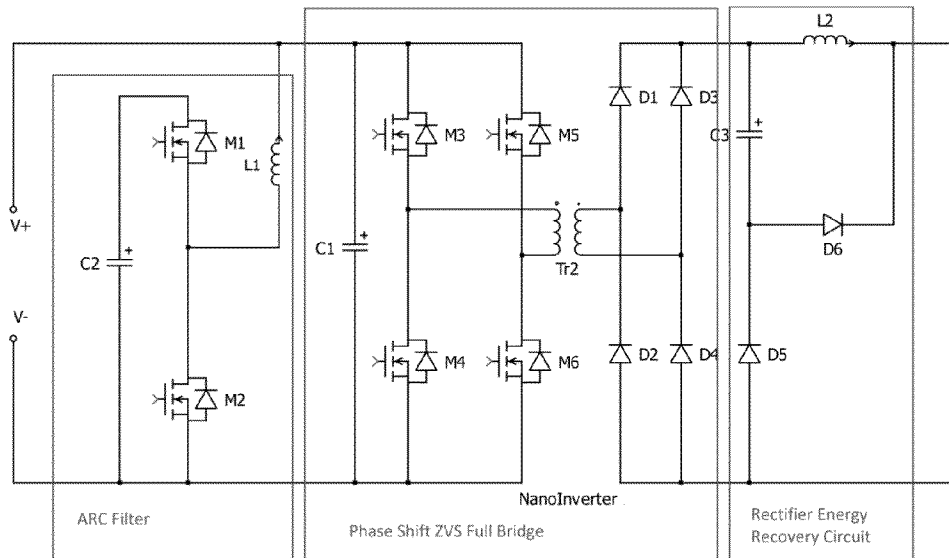 L2
D1
D3
M1
M3
M5
C3
L1
V+
C2
C1
Tr2
D6
V-
M2
M4
M6
D2
D4
D5
NanoInverter
ARC Filter
Phase Shift ZVS Full Bridge
Rectifier Energy
Recovery Circuit
+
+
+